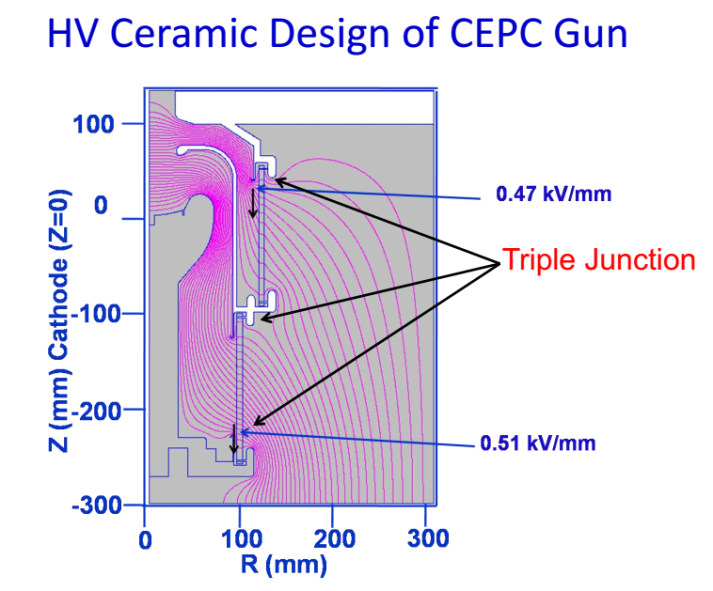 HV Ceramic Design of CEPC Gun
100
0
-100
-200
-300
Z (mm) Cathode (Z=0)
0.47 kV/mm
Triple Junction
0.51 kV/mm
0
100
200
300
R (mm)